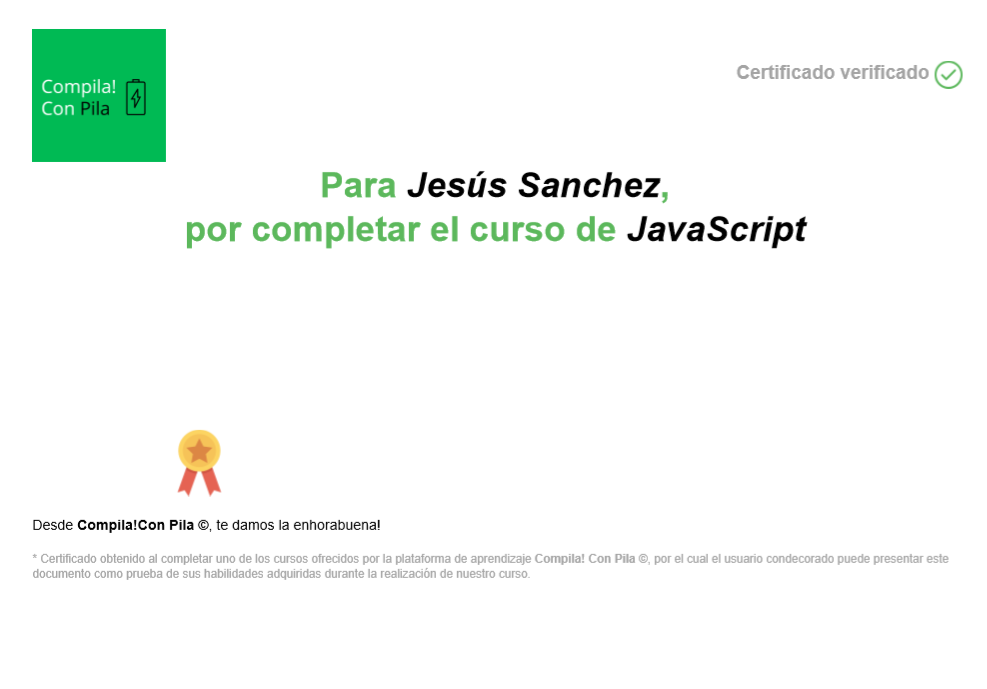 Compila!
Con Pila
Certificado verificado
Para Jesús Sanchez,
por completar el curso de JavaScript
Desde Compila!Con Pila ©, te damos la enhorabuena!
* Certificado obtenido al completar uno de los cursos ofrecidos por la plataforma de aprendizaje Compila! Con Pila ©, por el cual el usuario condecorado puede presentar este
documento como prueba de sus habilidades adquiridas durante la realización de nuestro curso.